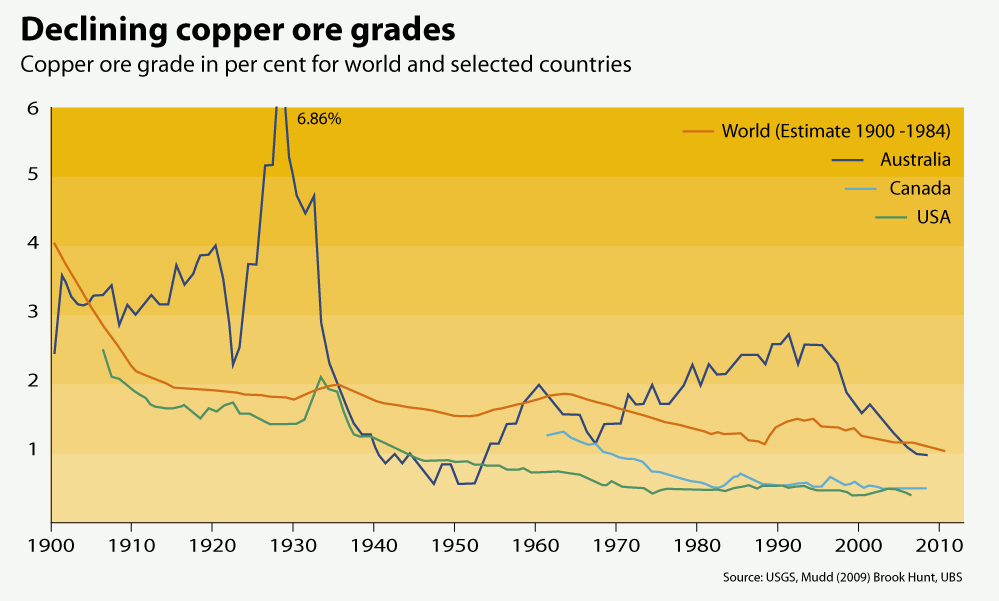 Declining copper ore grades
Copper ore grade in per cent for world and selected countries
6
6.86%
World (Estimate 1900 -1984)
Australia
5
Canada
USA
4
3
2
1
1900 1910 1920 1930 1940 1950 1960 1970 1980 1990 2000 2010
Source: USGS, Mudd (2009) Brook Hunt, UBS